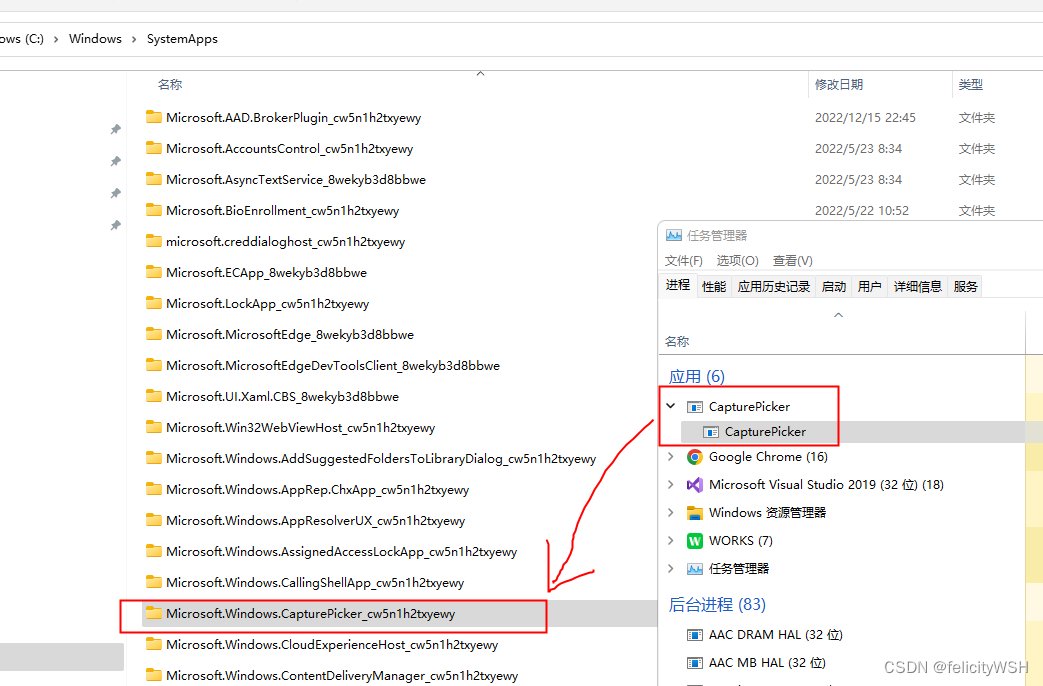 ows (C:) › Windows › SystemApps
名称 修改日期 类型
Microsoft.AAD.BrokerPlugin_cw5n1h2txyewy 2022/12/15 22:45 文件夹
Microsoft.AccountsControl_cw5n1h2txyewy 2022/5/23 8:34 文件夹
Microsoft.AsyncTextService_8wekyb3d8bbwe 2022/5/23 8:34 文件夹
Microsoft.BioEnrollment_cw5n1h2txyewy 2022/5/22 10:52 文件夹
microsoft.creddialoghost_cw5n1h2txyewy
Microsoft.ECApp_8wekyb3d8bbwe
Microsoft.LockApp_cw5n1h2txyewy
Microsoft.MicrosoftEdge_8wekyb3d8bbwe
Microsoft.MicrosoftEdgeDevToolsClient_8wekyb3d8bbwe
Microsoft.UI.Xaml.CBS_8wekyb3d8bbwe
Microsoft.Win32WebViewHost_cw5n1h2txyewy
Microsoft.Windows.AddSuggestedFoldersToLibraryDialog_cw5n1h2txyewy
Microsoft.Windows.AppRep.ChxApp_cw5n1h2txyewy
Microsoft.Windows.AppResolverUX_cw5n1h2txyewy
Microsoft.Windows.AssignedAccessLockApp_cw5n1h2txyewy
Microsoft.Windows.CallingShellApp_cw5n1h2txyewy
Microsoft.Windows.CapturePicker_cw5n1h2txyewy
Microsoft.Windows.CloudExperienceHost_cw5n1h2txyewy
Microsoft.Windows.ContentDeliveryManager_cw5n1h2txyewy
任务管理器
文件(F) 选项(O) 查看(V)
进程 性能 应用历史记录 启动 用户 详细信息 服务
名称
应用 (6)
CapturePicker
CapturePicker
Google Chrome (16)
Microsoft Visual Studio 2019 (32 位) (18)
Windows 资源管理器
WORKS (7)
任务管理器
后台进程 (83)
AAC DRAM HAL (32 位)
AAC MB HAL (32 位)
CSDN @felicityWSH